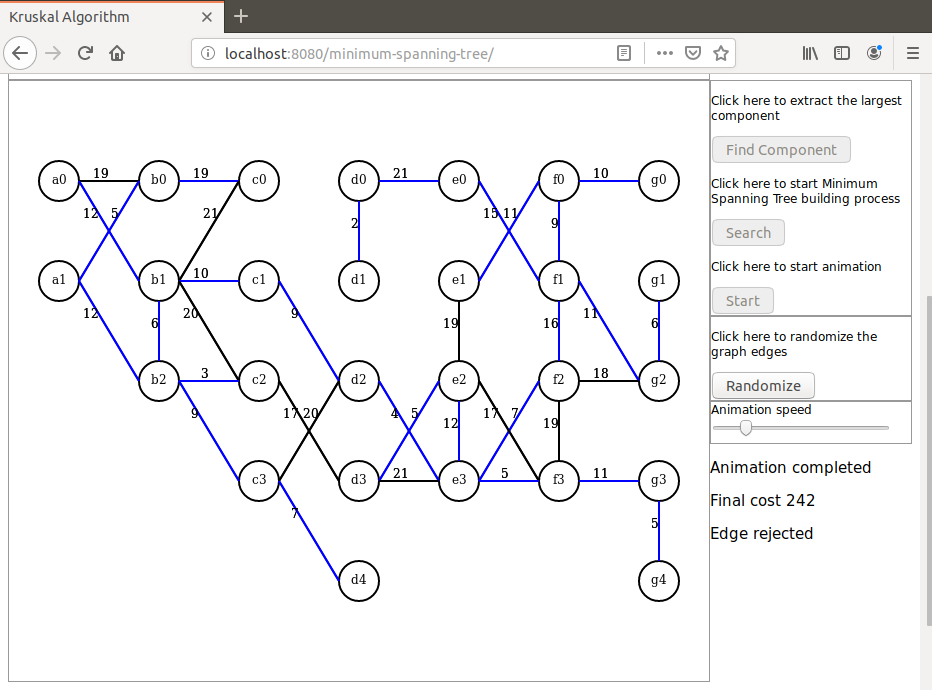 Kruskal Algorithm
localhost:8080/minimum-spanning-tree/
Click here to extract the largest
component
Find Component
Click here to start Minimum
Spanning Tree building process
Search
Click here to start animation
Start
Click here to randomize the
graph edges
Randomize
Animation speed
Animation completed
Final cost 242
Edge rejected
19 19 21 10
a0 b0 c0 d0 e0 f0 g0
12 5 21 2 15 11 9
10
a1 b1 c1 d1 e1 f1 g1
12 6 20 9 19 16 11 6
3 18
b2 c2 d2 e2 f2 g2
9 17 20 4 5 12 17 7 19
21 5 11
c3 d3 e3 f3 g3
7 5
d4 g4